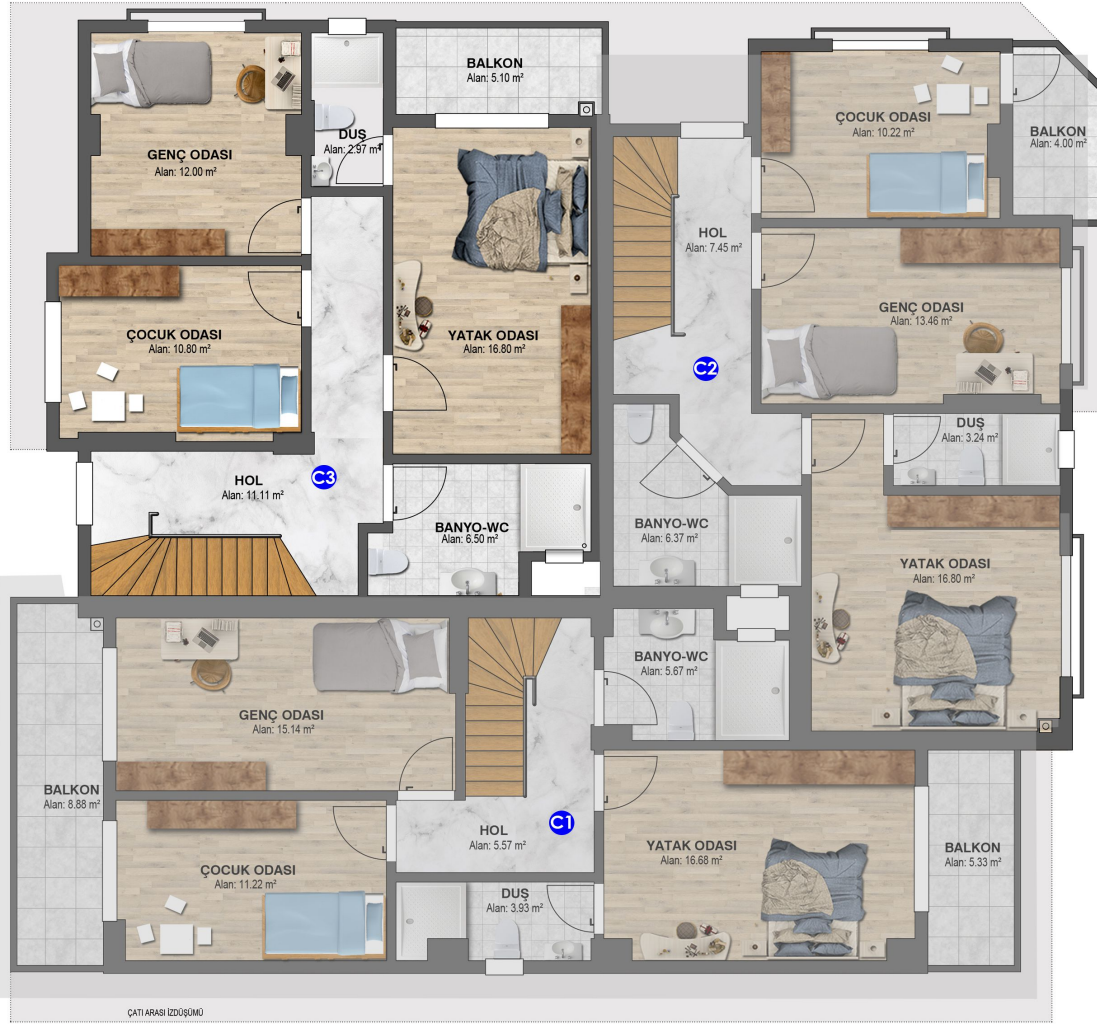 BALKON
Alan: 5.10 m²
DUŞ
Alan: 2.97 m²
GENÇ ODASI
Alan: 12.00 m²
ÇOCUK ODASI
Alan: 10.80 m²
YATAK ODASI
Alan: 16.80 m²
HOL
Alan: 11.11 m²
C3
BANYO-WC
Alan: 6.50 m²
ÇOCUK ODASI
Alan: 10.22 m²
BALKON
Alan: 4.00 m²
HOL
Alan: 7.45 m²
GENÇ ODASI
Alan: 13.46 m²
C2
DUŞ
Alan: 3.24 m²
BANYO-WC
Alan: 6.37 m²
YATAK ODASI
Alan: 16.80 m²
BANYO-WC
Alan: 5.67 m²
GENÇ ODASI
Alan: 15.14 m²
BALKON
Alan: 8.88 m²
HOL
Alan: 5.57 m²
C1
YATAK ODASI
Alan: 16.68 m²
BALKON
Alan: 5.33 m²
ÇOCUK ODASI
Alan: 11.22 m²
DUŞ
Alan: 3.93 m²
ÇATI ARASI İZDÜŞÜMÜ